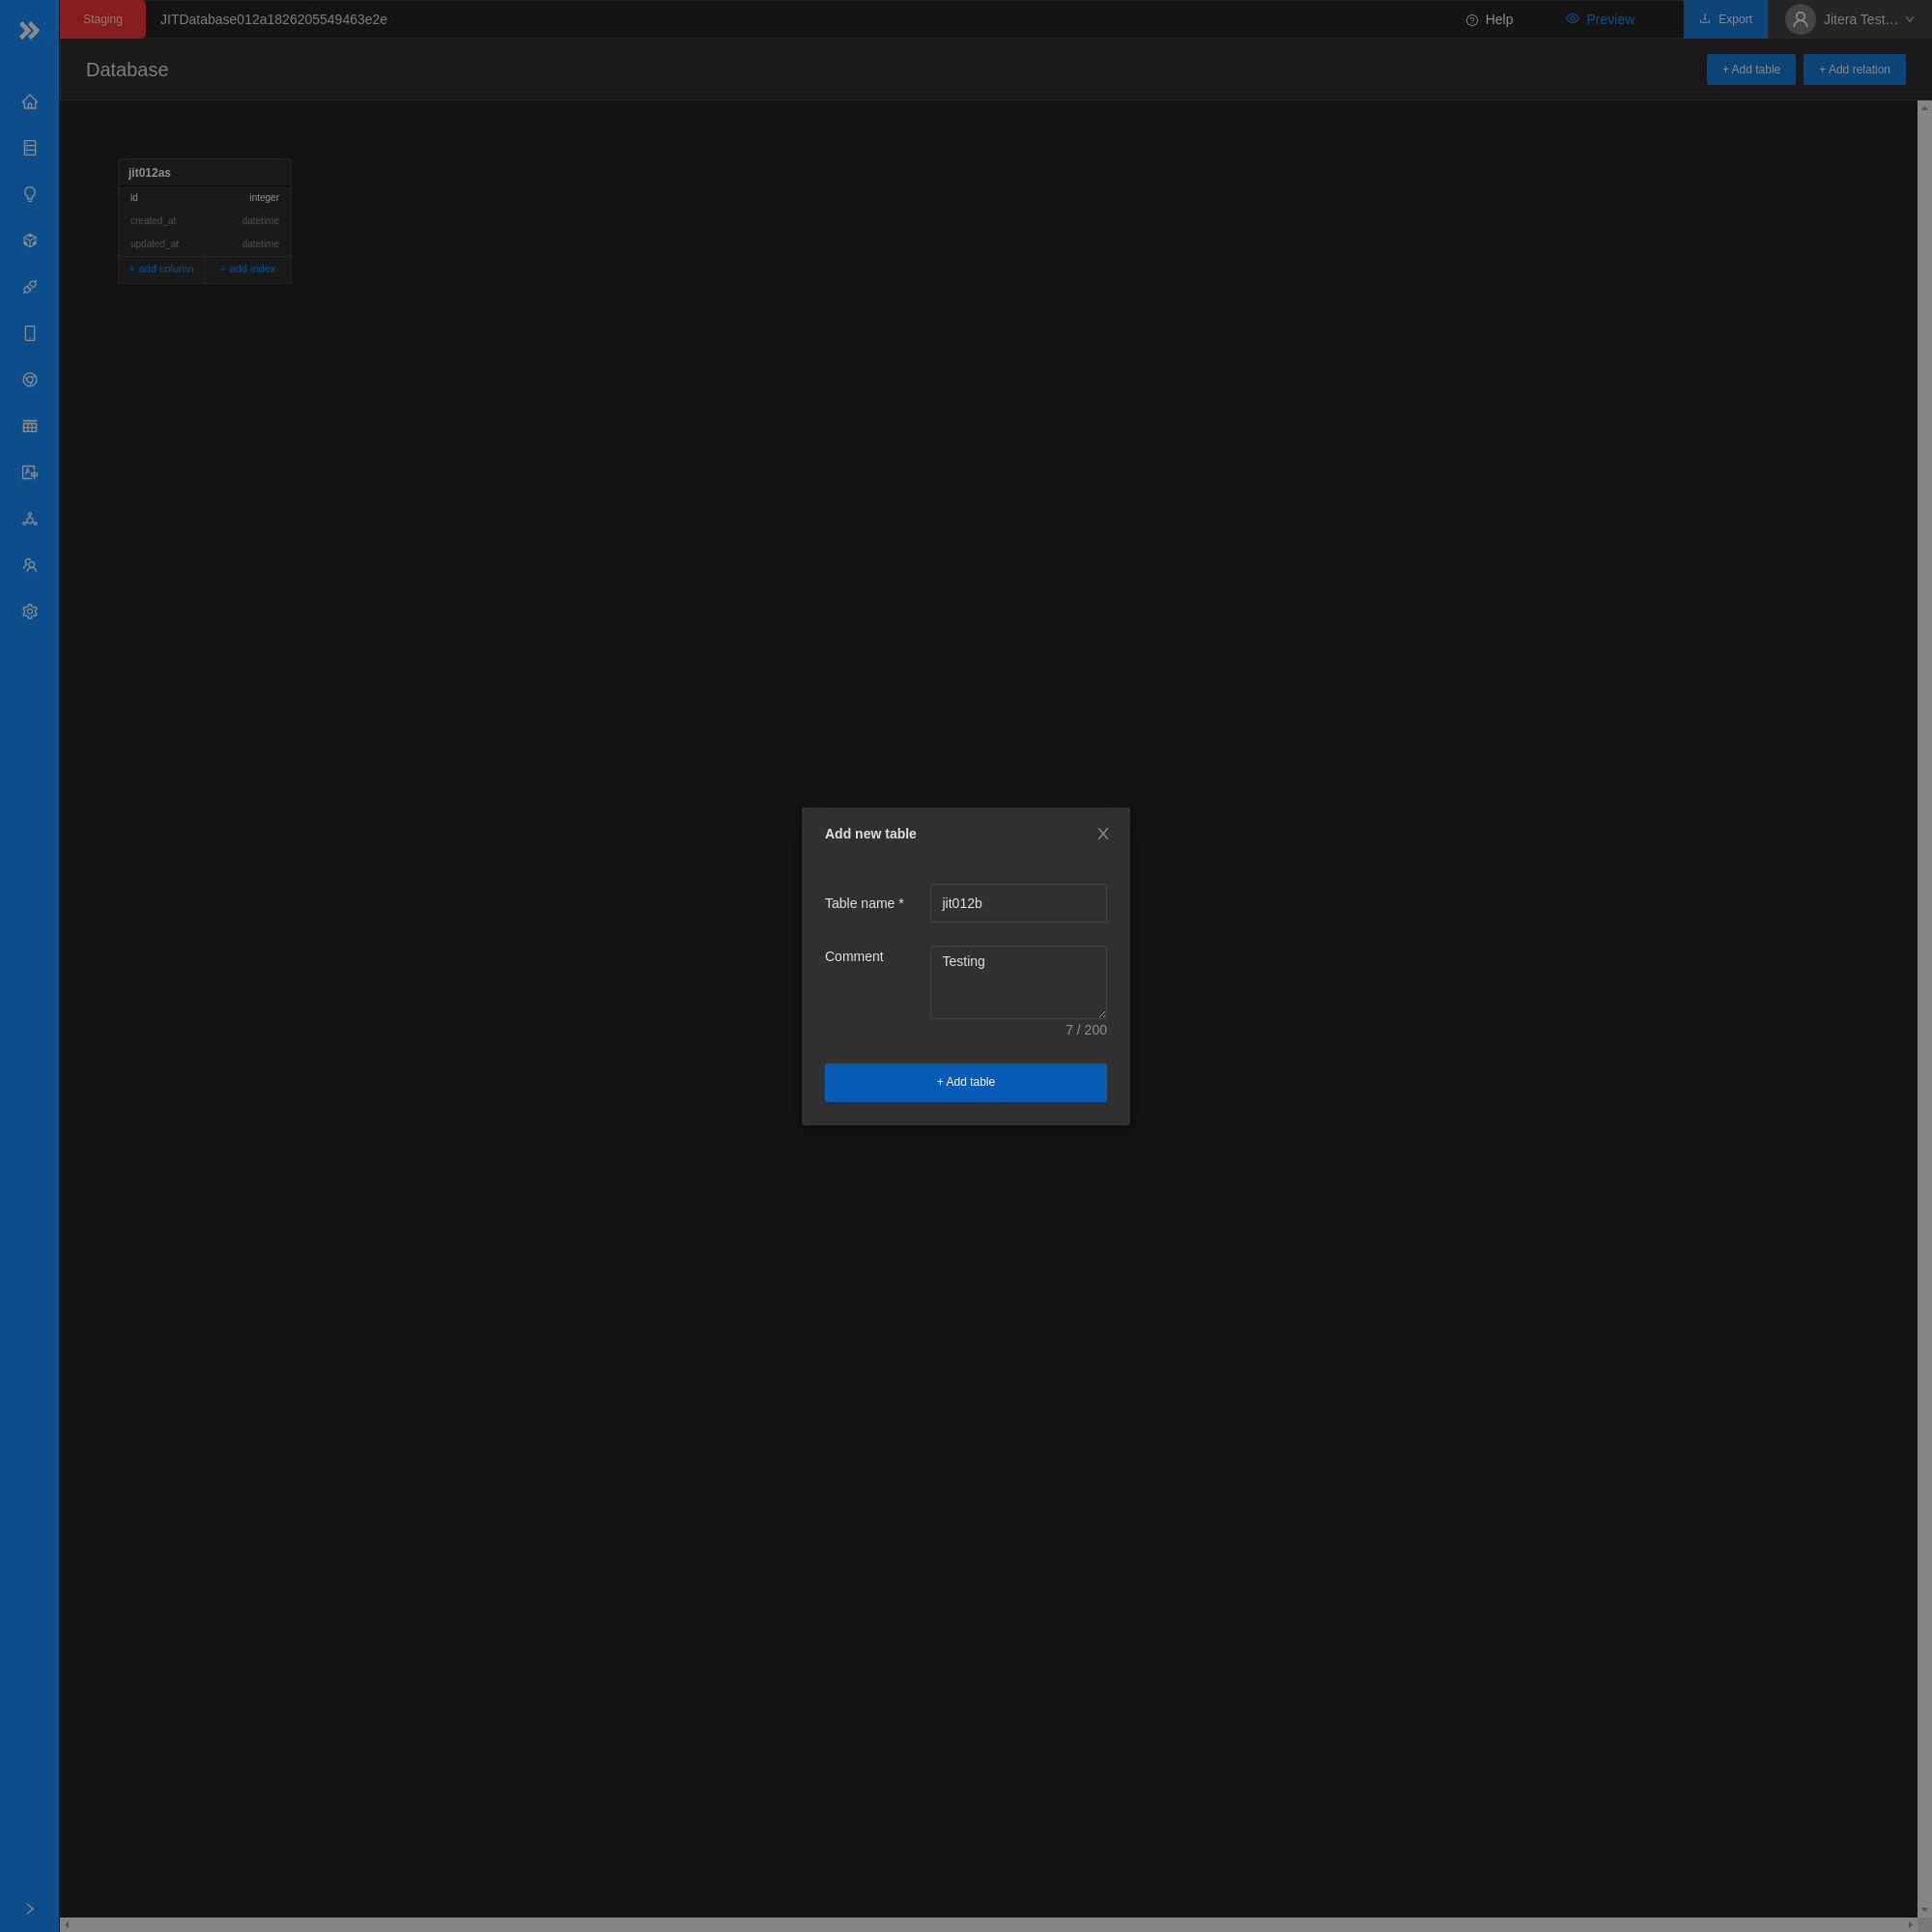 Staging
JITDatabase012a1826205549463e2e
Help
Preview
Export
Jitera Test...
Database
+ Add table
+ Add relation
jit012as
id integer
created_at datetime
updated_at datetime
+ add column
+ add index
Add new table
Table name *
jit012b
Comment
Testing
7 / 200
+ Add table